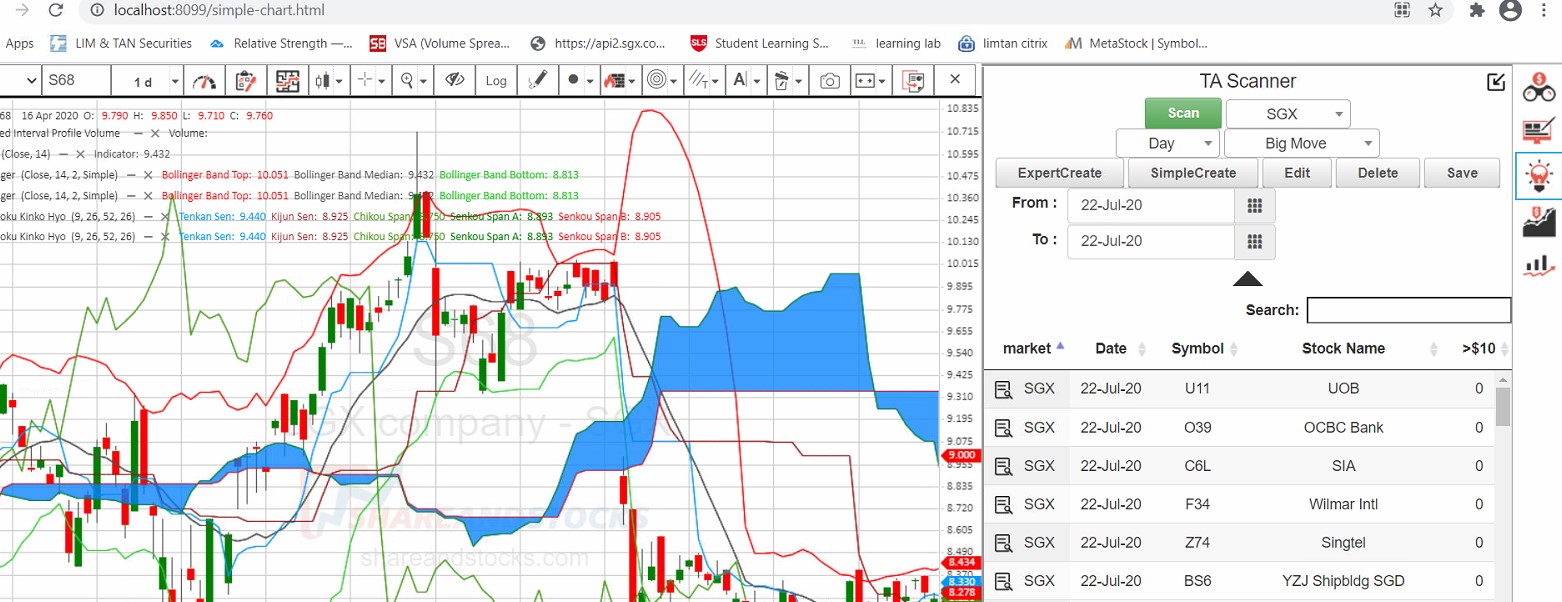 localhost:8099/simple-chart.html
Apps LIM & TAN Securities Relative Strength —... SB VSA (Volume Sprea... https://api2.sgx.co... SLS Student Learning S... TLL learning lab limtan citrix MetaStock | Symbol...
S68 1 d Log A T
TA Scanner
Scan SGX
Day Big Move
ExpertCreate SimpleCreate Edit Delete Save
From : 22-Jul-20
To : 22-Jul-20
Search:
market Date Symbol Stock Name >$10
SGX 22-Jul-20 U11 UOB 0
SGX 22-Jul-20 O39 OCBC Bank 0
SGX 22-Jul-20 C6L SIA 0
SGX 22-Jul-20 F34 Wilmar Intl 0
SGX 22-Jul-20 Z74 Singtel 0
SGX 22-Jul-20 BS6 YZJ Shipbldg SGD 0
68 16 Apr 2020 O: 9.790 H: 9.850 L: 9.710 C: 9.760
ed Interval Profile Volume — ✕ Volume:
(Close, 14) — ✕ Indicator: 9.432
ger (Close, 14, 2, Simple) — ✕ Bollinger Band Top: 10.051 Bollinger Band Median: 9.432 Bollinger Band Bottom: 8.813
ger (Close, 14, 2, Simple) — ✕ Bollinger Band Top: 10.051 Bollinger Band Median: 9.432 Bollinger Band Bottom: 8.813
oku Kinko Hyo (9, 26, 52, 26) — ✕ Tenkan Sen: 9.440 Kijun Sen: 8.925 Chikou Span: .750 Senkou Span A: 8.893 Senkou Span B: 8.905
oku Kinko Hyo (9, 26, 52, 26) — ✕ Tenkan Sen: 9.440 Kijun Sen: 8.925 Chikou Span: .750 Senkou Span A: 8.893 Senkou Span B: 8.905
S68
SGX company - SGX
SHAREANDSTOCKS
shareandstocks.com
10.835
10.715
10.595
10.475
10.360
10.245
10.130
10.015
9.895
9.775
9.655
9.540
9.425
9.310
9.195
9.075
9.000
8.955
8.835
8.720
8.605
8.490
8.434
8.370
8.330
8.278